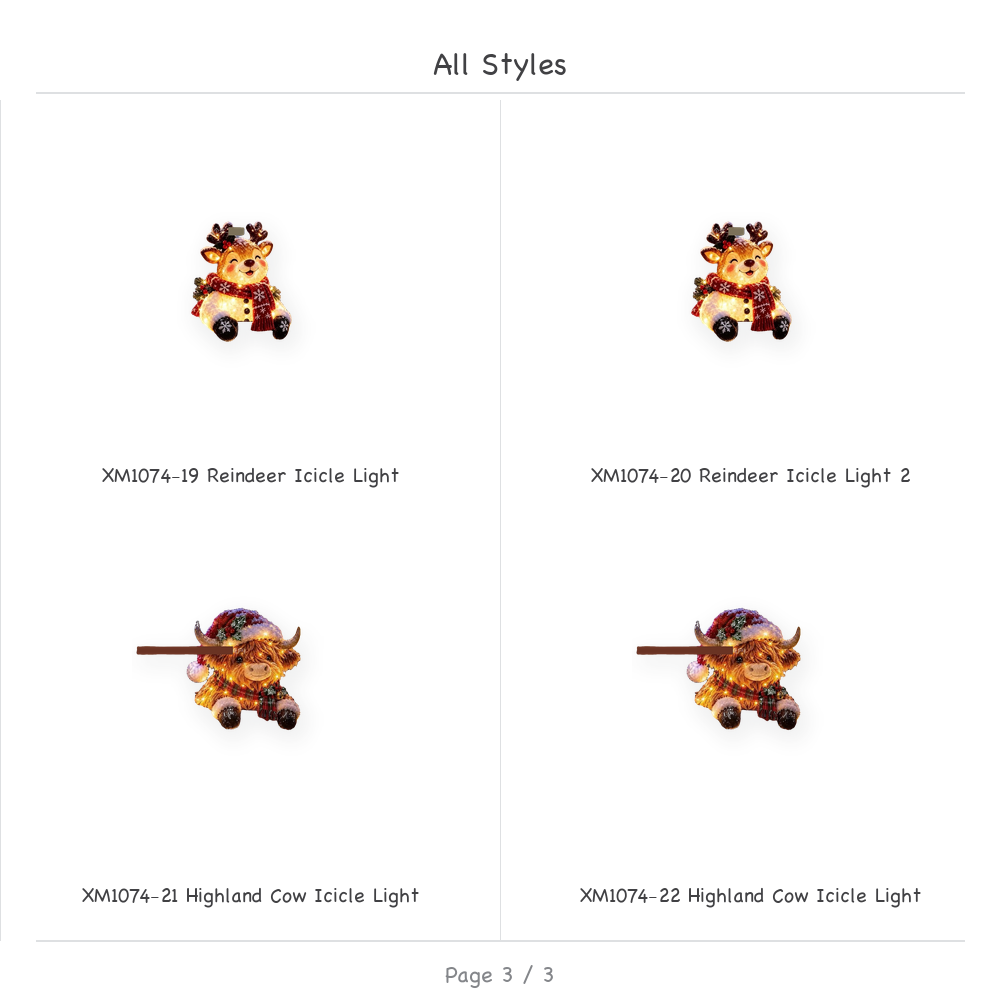 All Styles
XM1074-19 Reindeer Icicle Light
XM1074-20 Reindeer Icicle Light 2
XM1074-21 Highland Cow Icicle Light
XM1074-22 Highland Cow Icicle Light
Page 3 / 3